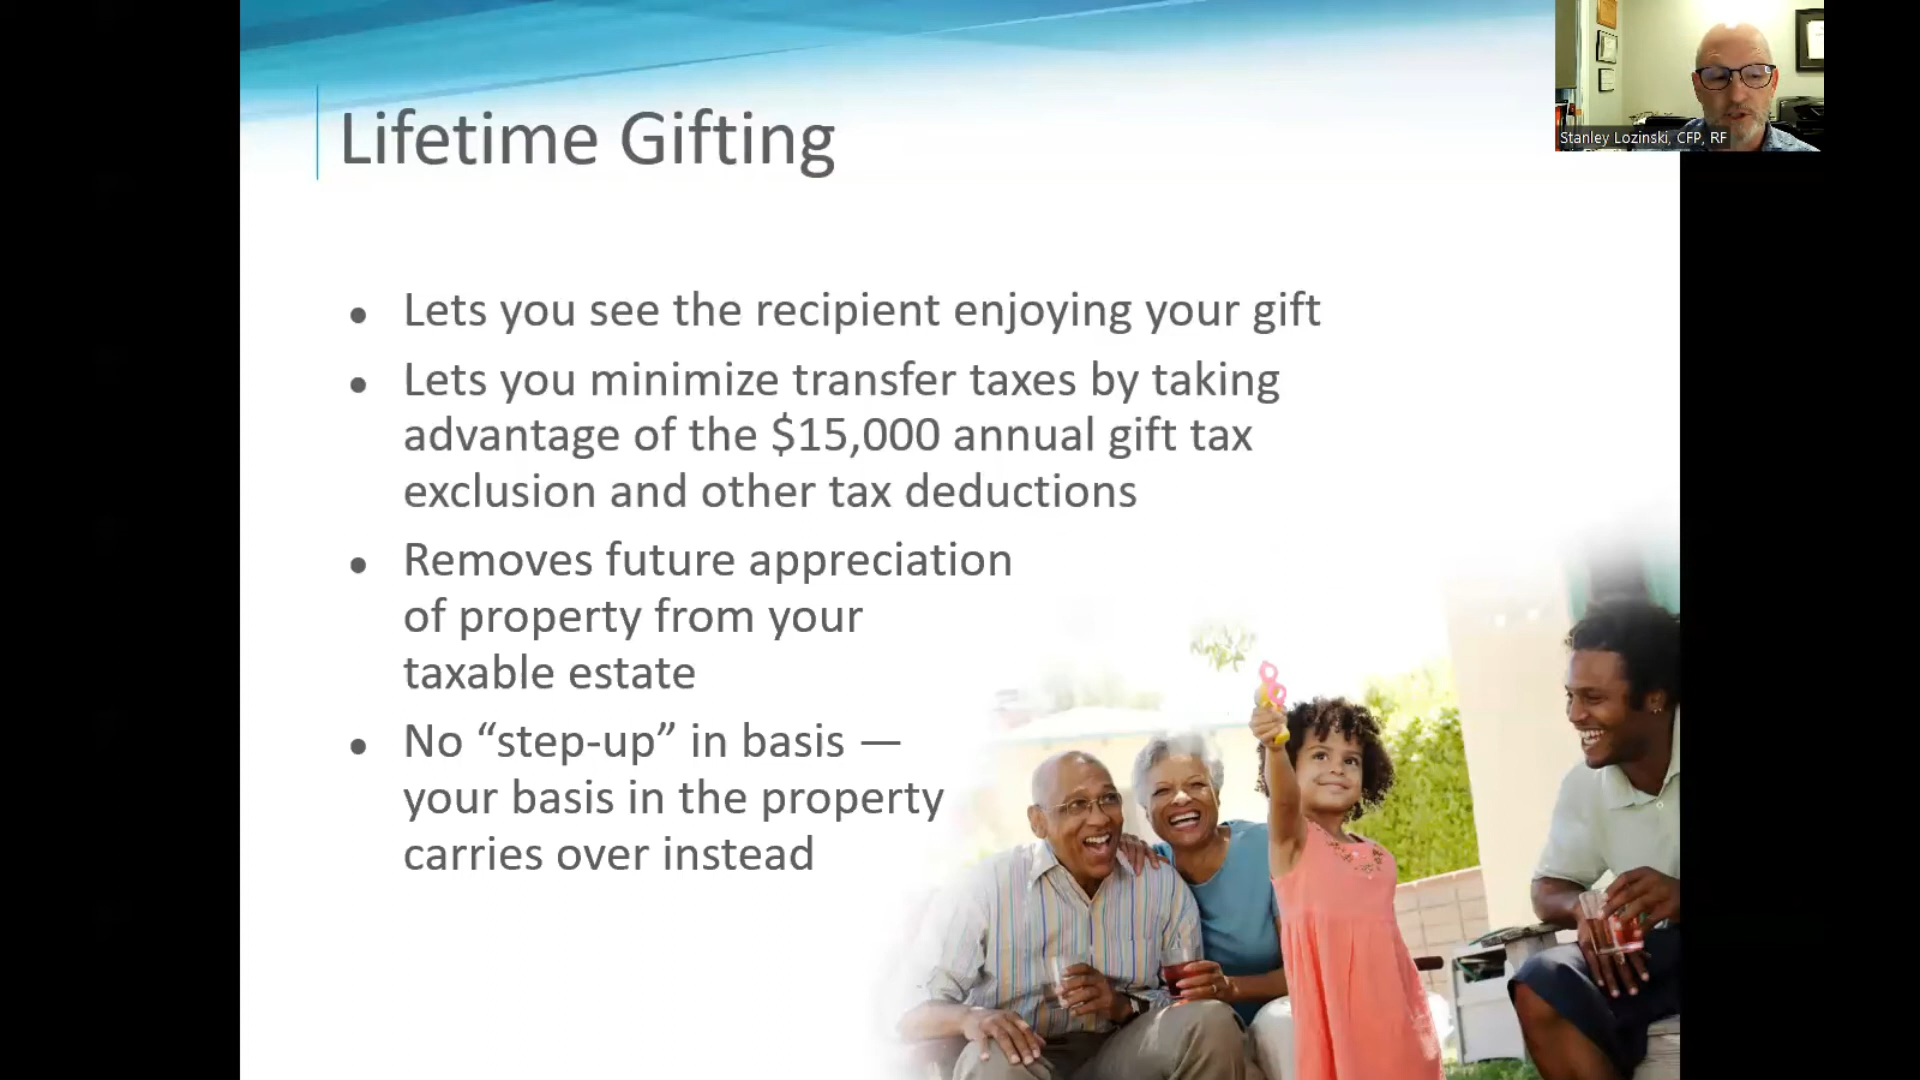 Lifetime Gifting
Stanley Lozinski, CFP, RF
• Lets you see the recipient enjoying your gift
• Lets you minimize transfer taxes by taking
advantage of the $15,000 annual gift tax
exclusion and other tax deductions
• Removes future appreciation
of property from your
taxable estate
• No “step-up” in basis —
your basis in the property
carries over instead